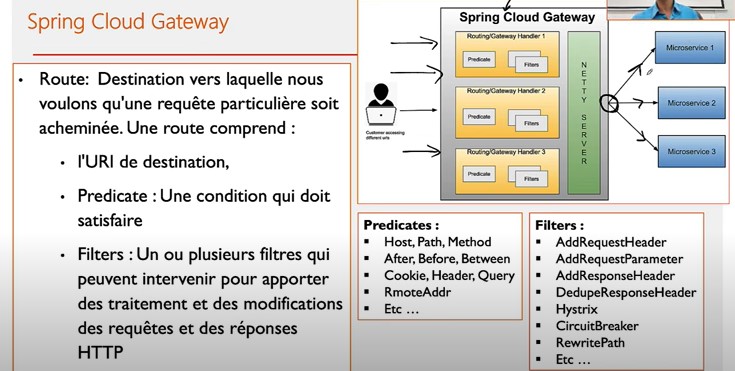 Spring Cloud Gateway
• Route: Destination vers laquelle nous
voulons qu'une requête particulière soit
acheminée. Une route comprend :
• l'URI de destination,
• Predicate : Une condition qui doit
satisfaire
• Filters : Un ou plusieurs filtres qui
peuvent intervenir pour apporter
des traitement et des modifications
des requêtes et des réponses
HTTP
Spring Cloud Gateway
Routing/Gateway Handler 1
Predicate
Filters
Routing/Gateway Handler 2
Predicate
Filters
Routing/Gateway Handler 3
Predicate
Filters
NETTY SERVER
Customer accessing
different urls
Microservice 1
Microservice 2
Microservice 3
Predicates :
▪ Host, Path, Method
▪ After, Before, Between
▪ Cookie, Header, Query
▪ RmoteAddr
▪ Etc …
Filters :
▪ AddRequestHeader
▪ AddRequestParameter
▪ AddResponseHeader
▪ DedupeResponseHeader
▪ Hystrix
▪ CircuitBreaker
▪ RewritePath
▪ Etc …